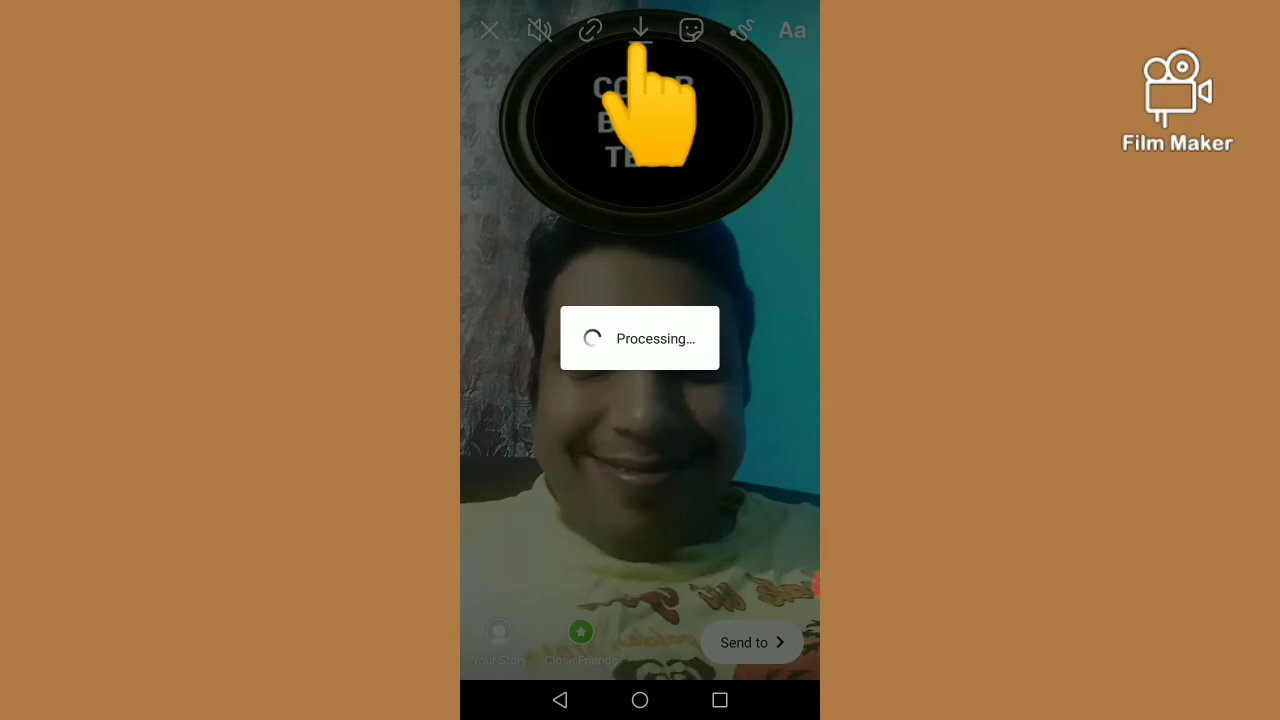 Aa
Film Maker
Processing...
Your Story
Close Friends
Send to